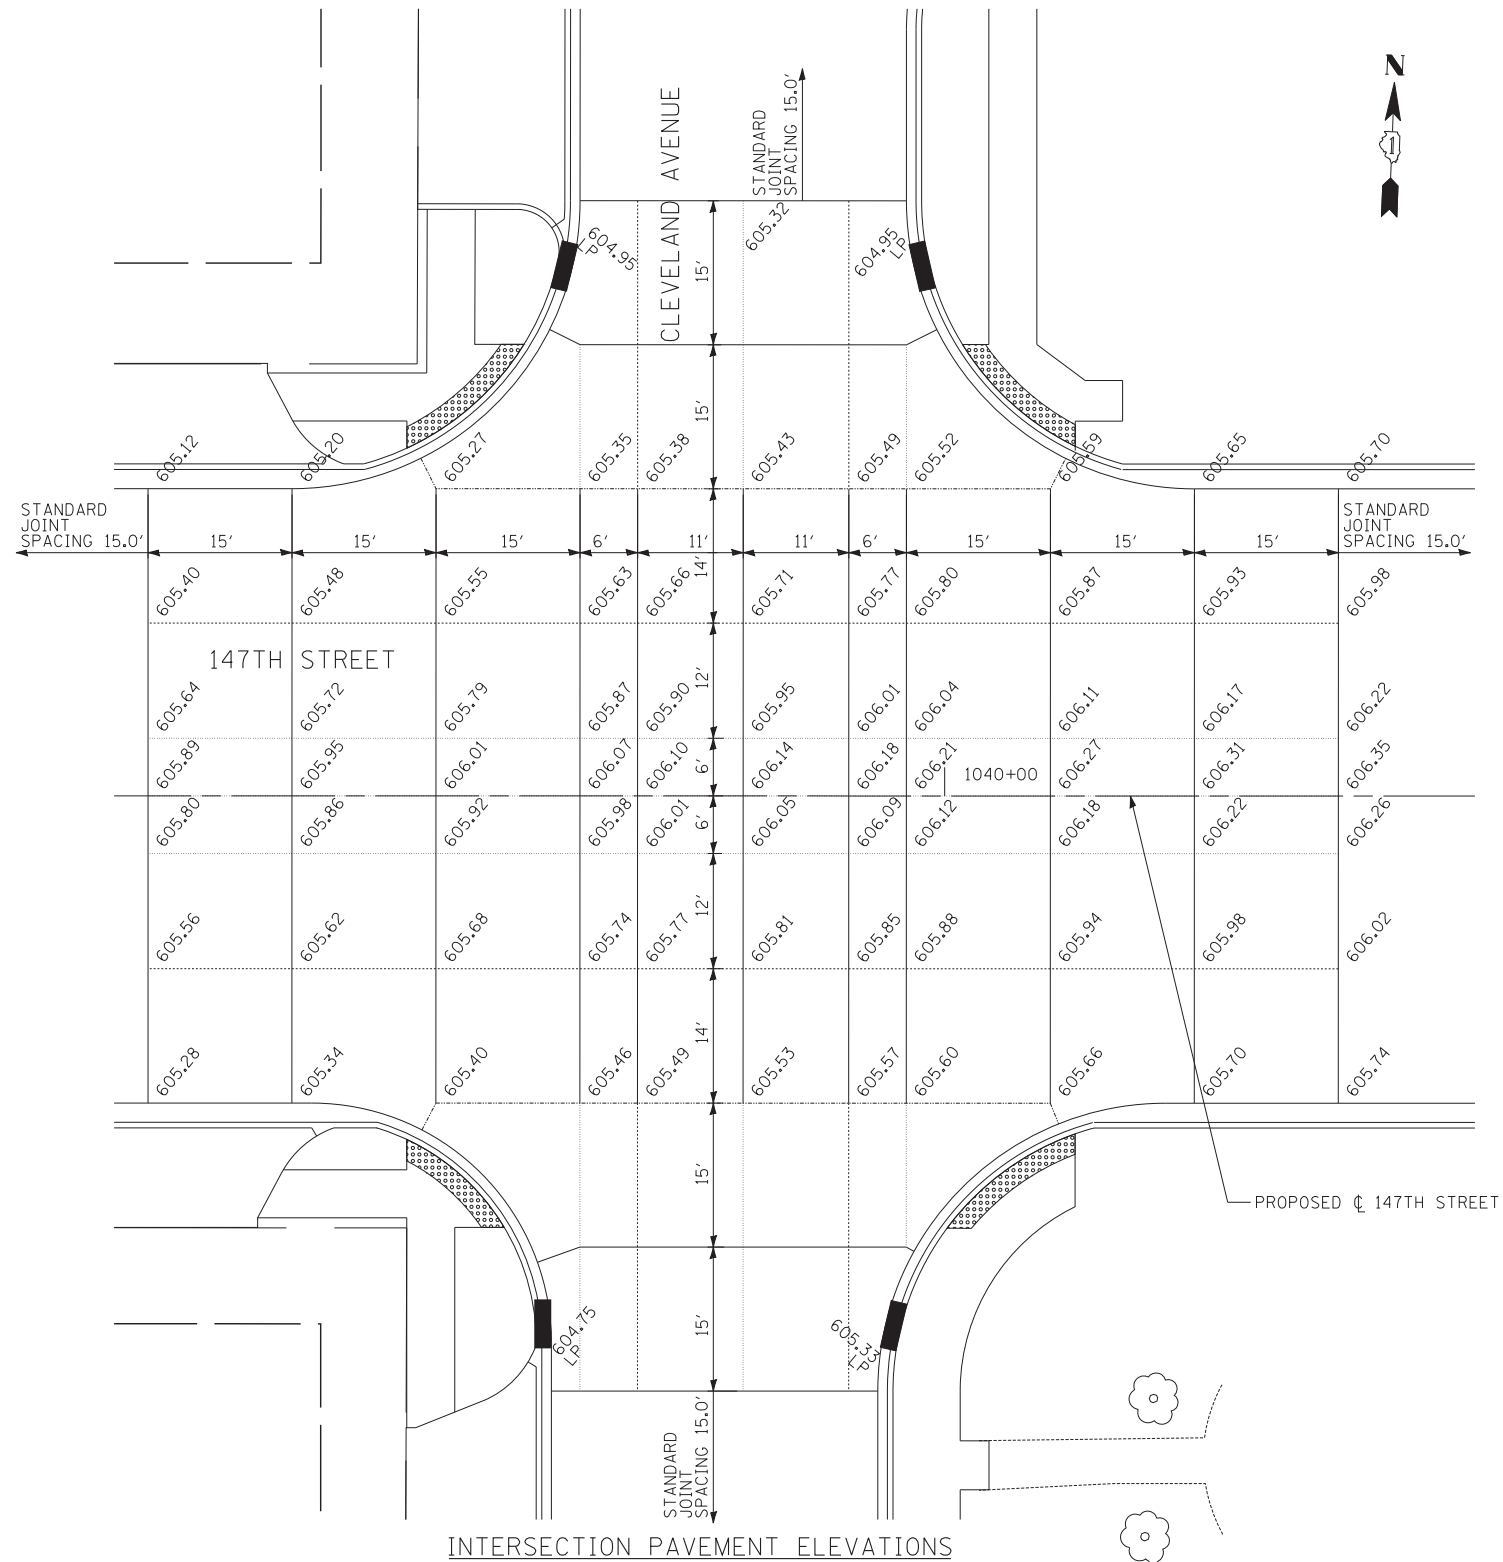 N
1
CLEVELAND AVENUE
STANDARD
JOINT
SPACING 15.0'
605.32
604.95
LP
604.95
LP
15'
15'
605.12 605.20 605.27 605.35 605.38 605.43 605.49 605.52 605.59 605.65 605.70
STANDARD
JOINT
SPACING 15.0'
STANDARD
JOINT
SPACING 15.0'
15' 15' 15' 6' 11' 11' 6' 15' 15' 15'
14'
605.40 605.48 605.55 605.63 605.66 605.71 605.77 605.80 605.87 605.93 605.98
147TH STREET
12'
605.64 605.72 605.79 605.87 605.90 605.95 606.01 606.04 606.11 606.17 606.22
6'
605.89 605.95 606.01 606.07 606.10 606.14 606.18 606.21 606.27 606.31 606.35
1040+00
6'
605.80 605.86 605.92 605.98 606.01 606.05 606.09 606.12 606.18 606.22 606.26
12'
605.56 605.62 605.68 605.74 605.77 605.81 605.85 605.88 605.94 605.98 606.02
14'
605.28 605.34 605.40 605.46 605.49 605.53 605.57 605.60 605.66 605.70 605.74
15'
PROPOSED ℄ 147TH STREET
15'
604.75
LP
605.33
LP
STANDARD
JOINT
SPACING 15.0'
INTERSECTION PAVEMENT ELEVATIONS